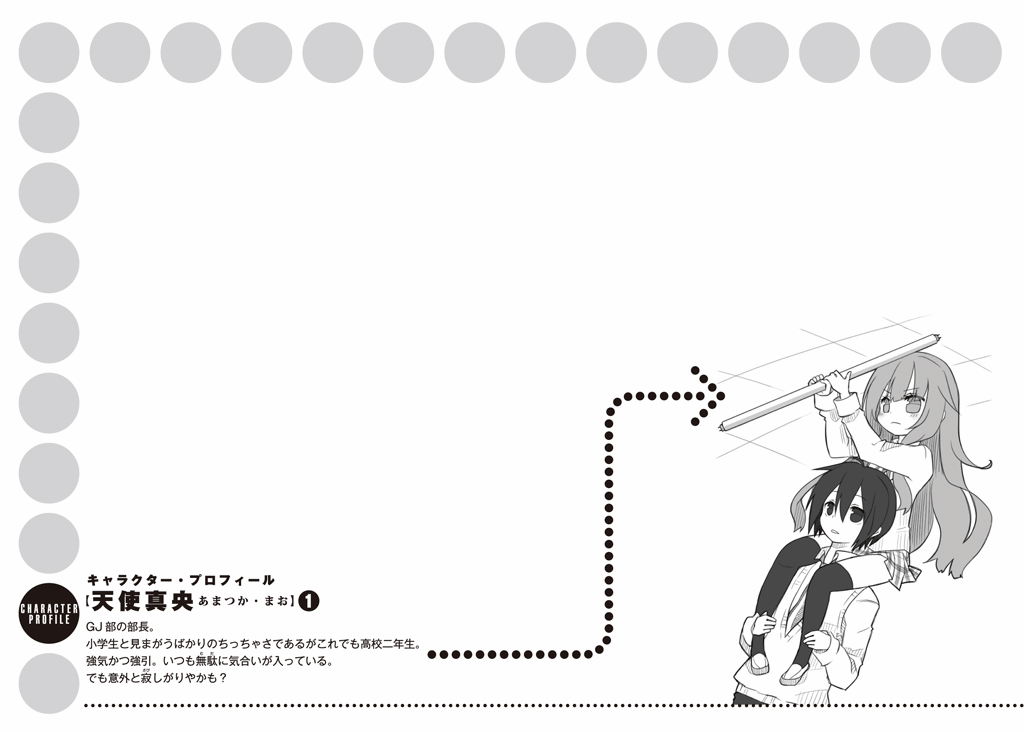 キャラクター・プロフィール
【天使真央 あまつか・まお】❶
CHARACTER
PROFILE
GJ部の部長。
小学生と見まがうばかりのちっちゃさであるがこれでも高校二年生。
強気かつ強引。いつも無駄に気合いが入っている。
でも意外と寂しがりやかも？